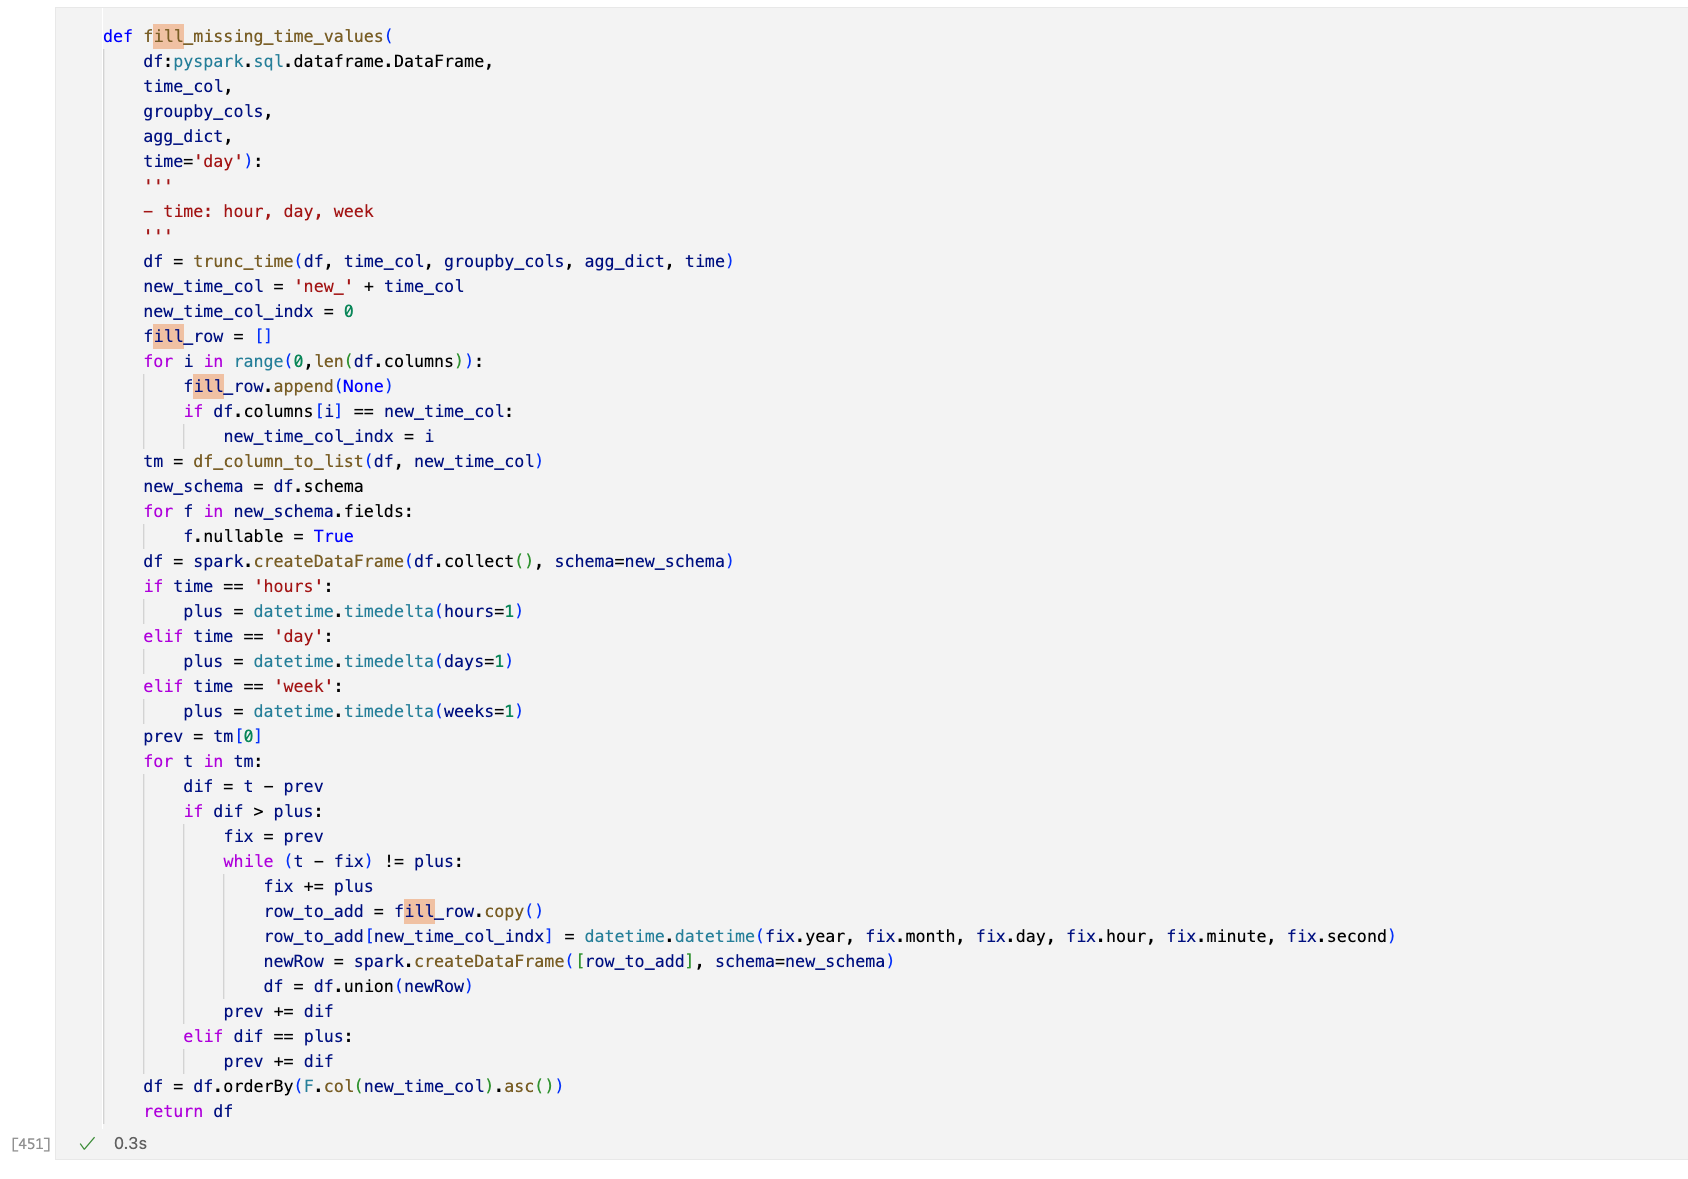 def fill_missing_time_values(
    df:pyspark.sql.dataframe.DataFrame,
    time_col,
    groupby_cols,
    agg_dict,
    time='day'):
    '''
    - time: hour, day, week
    '''
    df = trunc_time(df, time_col, groupby_cols, agg_dict, time)
    new_time_col = 'new_' + time_col
    new_time_col_indx = 0
    fill_row = []
    for i in range(0,len(df.columns)):
        fill_row.append(None)
        if df.columns[i] == new_time_col:
            new_time_col_indx = i
    tm = df_column_to_list(df, new_time_col)
    new_schema = df.schema
    for f in new_schema.fields:
        f.nullable = True
    df = spark.createDataFrame(df.collect(), schema=new_schema)
    if time == 'hours':
        plus = datetime.timedelta(hours=1)
    elif time == 'day':
        plus = datetime.timedelta(days=1)
    elif time == 'week':
        plus = datetime.timedelta(weeks=1)
    prev = tm[0]
    for t in tm:
        dif = t - prev
        if dif > plus:
            fix = prev
            while (t - fix) != plus:
                fix += plus
                row_to_add = fill_row.copy()
                row_to_add[new_time_col_indx] = datetime.datetime(fix.year, fix.month, fix.day, fix.hour, fix.minute, fix.second)
                newRow = spark.createDataFrame([row_to_add], schema=new_schema)
                df = df.union(newRow)
            prev += dif
        elif dif == plus:
            prev += dif
    df = df.orderBy(F.col(new_time_col).asc())
    return df
[451] ✓ 0.3s